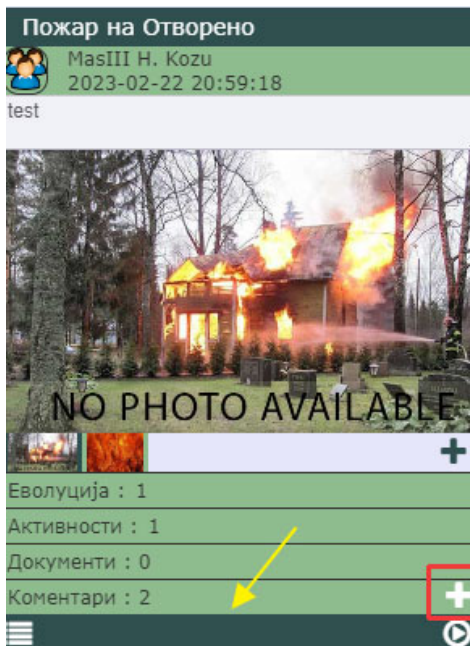 Пожар на Отворено
MasIII H. Kozu
2023-02-22 20:59:18
test
NO PHOTO AVAILABLE
Еволуција : 1
Активности : 1
Документи : 0
Коментари : 2